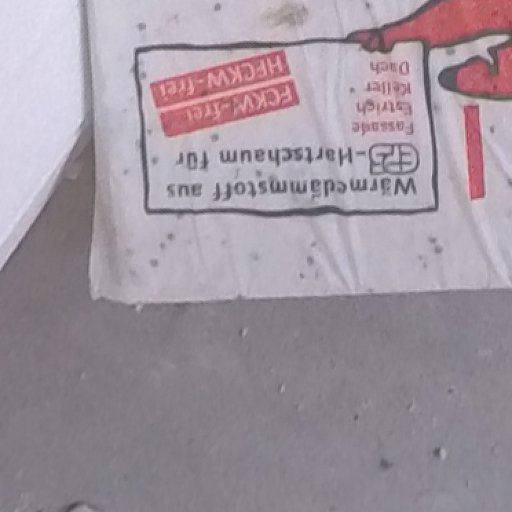 Wärmedämmstoff aus
EPS-Hartschaum für
Fassade
Estrich
Keller
Dach
FCKW-frei
HFCKW-frei